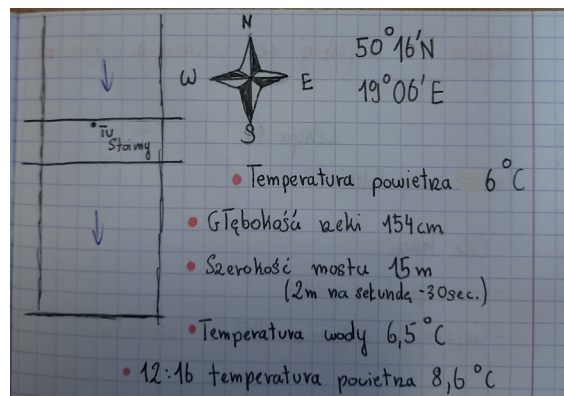 N
W E
S
50°16'N
19°06'E
Tu
Stoimy
• Temperatura powietrza 6°C
• Głębokość rzeki 154cm
• Szerokość mostu 15m
(2m na sekundę - 30sec.)
• Temperatura wody 6,5°C
• 12:16 temperatura powietrza 8,6°C